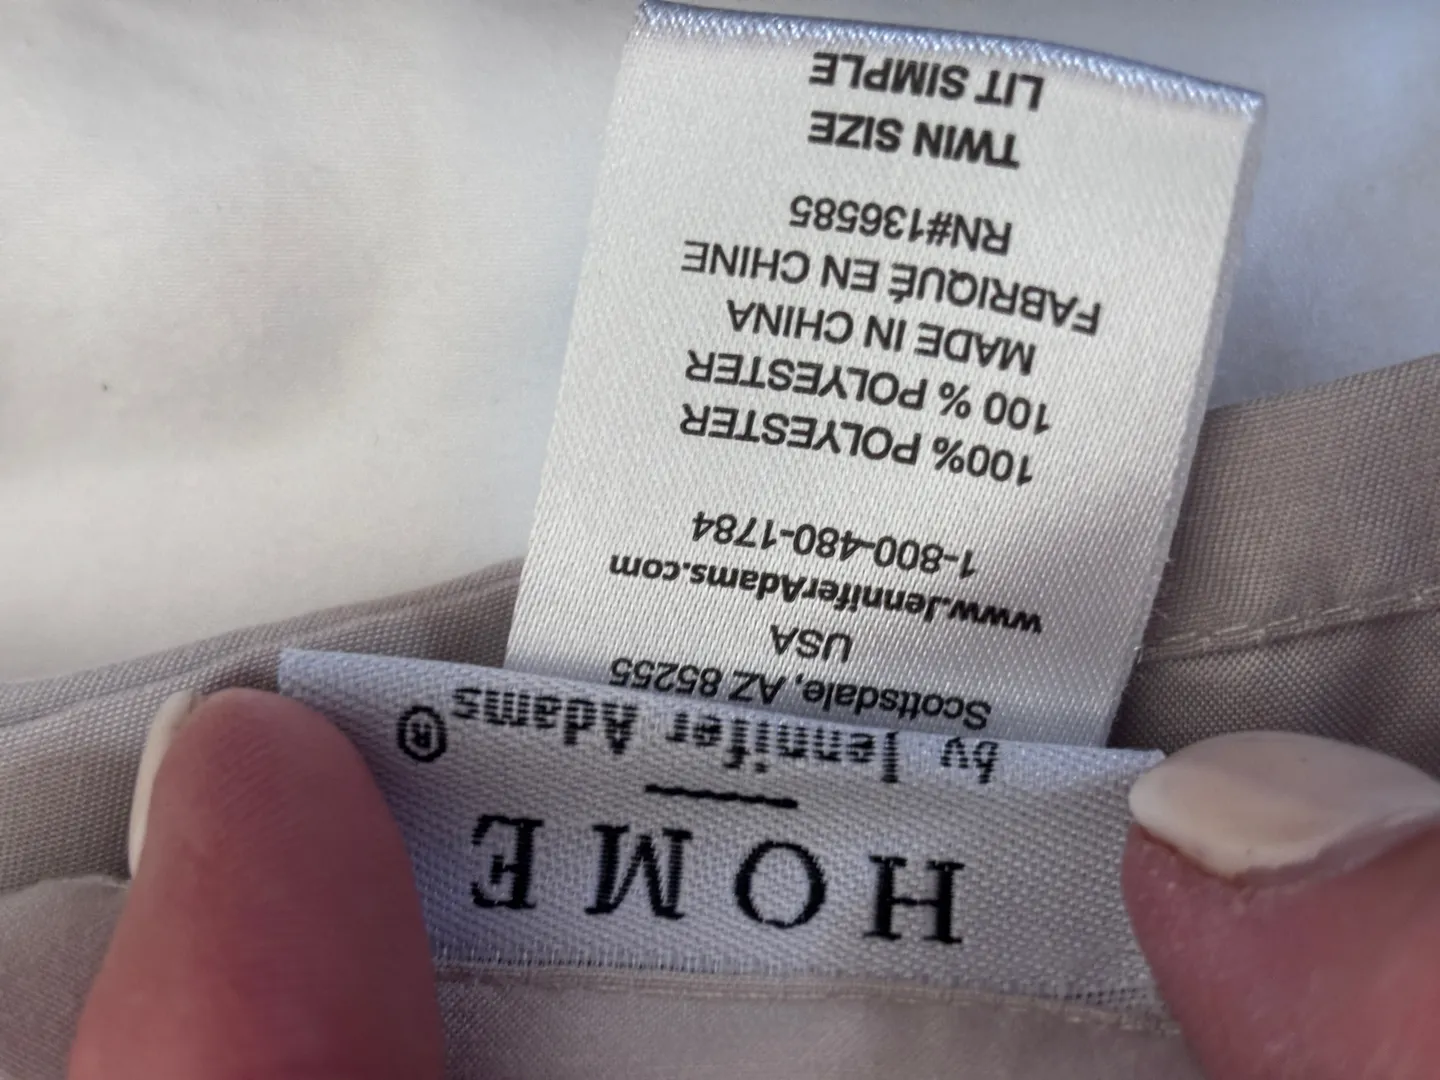 HOME
by Jennifer Adams®
Scottsdale, AZ 85255
USA
www.JenniferAdams.com
1-800-480-1784
100% POLYESTER
100 % POLYESTER
MADE IN CHINA
FABRIQUÉ EN CHINE
RN#136585
TWIN SIZE
LIT SIMPLE